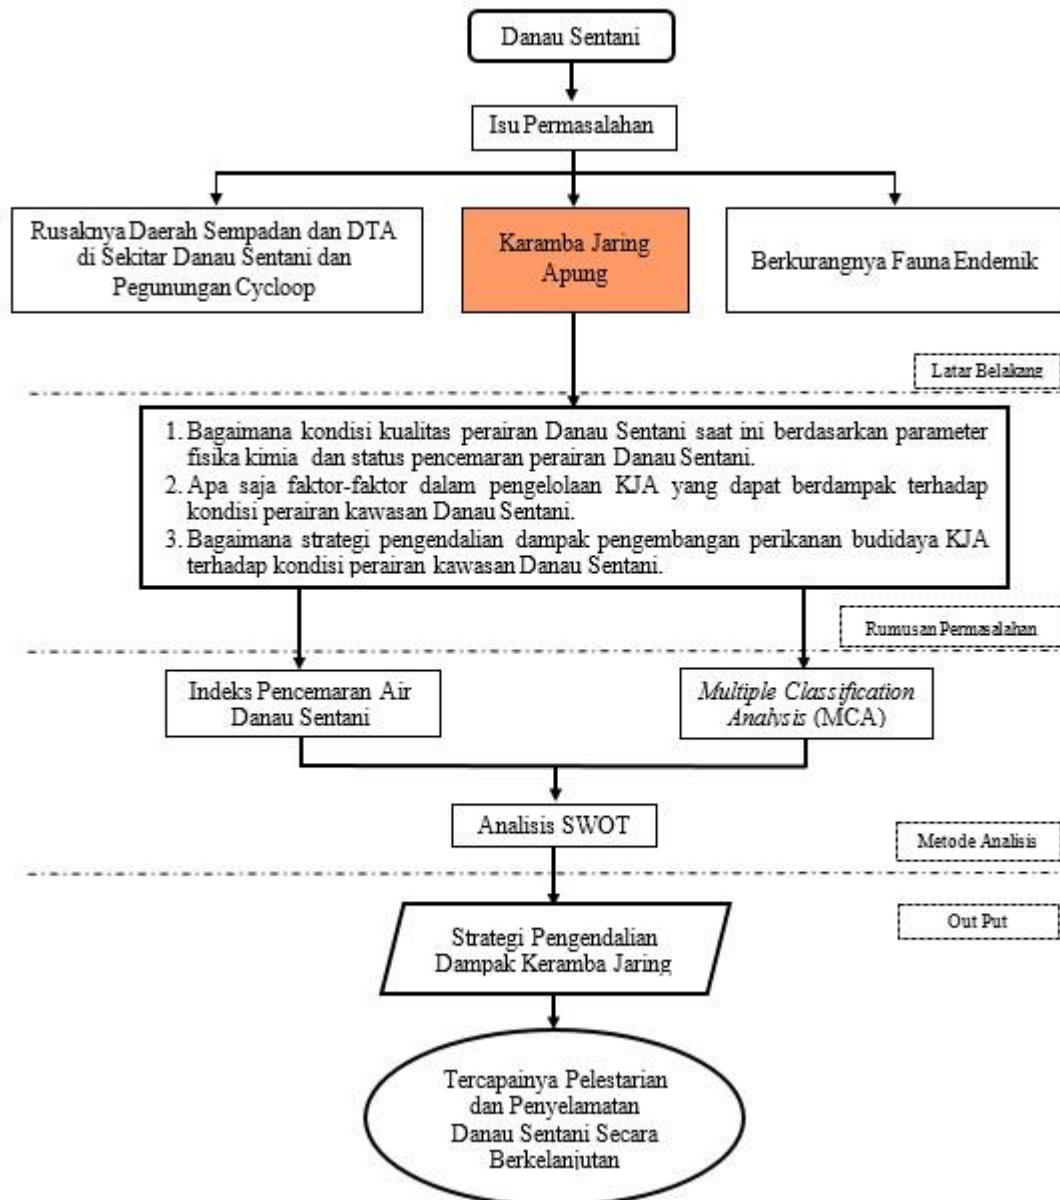 Danau Sentani
Isu Permasalahan
Rusaknya Daerah Sempadan dan DTA
di Sekitar Danau Sentani dan
Pegunungan Cycloop
Karamba Jaring
Apung
Berkurangnya Fauna Endemik
Latar Belakang
1. Bagaimana kondisi kualitas perairan Danau Sentani saat ini berdasarkan parameter
fisika kimia dan status pencemaran perairan Danau Sentani.
2. Apa saja faktor-faktor dalam pengelolaan KJA yang dapat berdampak terhadap
kondisi perairan kawasan Danau Sentani.
3. Bagaimana strategi pengendalian dampak pengembangan perikanan budidaya KJA
terhadap kondisi perairan kawasan Danau Sentani.
Rumusan Permasalahan
Indeks Pencemaran Air
Danau Sentani
Multiple Classification
Analysis (MCA)
Analisis SWOT
Metode Analisis
Out Put
Strategi Pengendalian
Dampak Keramba Jaring
Tercapainya Pelestarian
dan Penyelamatan
Danau Sentani Secara
Berkelanjutan